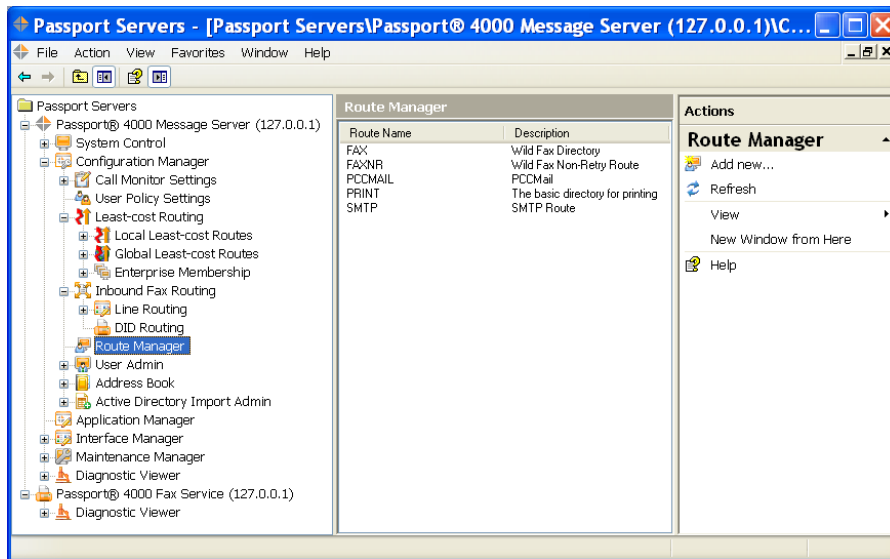 Passport Servers - [Passport Servers\Passport® 4000 Message Server (127.0.0.1)\C...
File Action View Favorites Window Help
Passport Servers
Passport® 4000 Message Server (127.0.0.1)
System Control
Configuration Manager
Call Monitor Settings
User Policy Settings
Least-cost Routing
Local Least-cost Routes
Global Least-cost Routes
Enterprise Membership
Inbound Fax Routing
Line Routing
DID Routing
Route Manager
User Admin
Address Book
Active Directory Import Admin
Application Manager
Interface Manager
Maintenance Manager
Diagnostic Viewer
Passport® 4000 Fax Service (127.0.0.1)
Diagnostic Viewer
Route Manager
Route Name Description
FAX Wild Fax Directory
FAXNR Wild Fax Non-Retry Route
PCCMAIL PCCMail
PRINT The basic directory for printing
SMTP SMTP Route
Actions
Route Manager
Add new...
Refresh
View
New Window from Here
Help